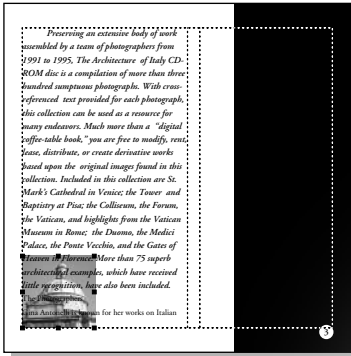 Preserving an extensive body of work
assembled by a team of photographers from
1991 to 1995, The Architecture of Italy CD-
ROM disc is a compilation of more than three
hundred sumptuous photographs. With cross-
referenced text provided for each photograph,
this collection can be used as a resource for
many endeavors. Much more than a "digital
coffee-table book," you are free to modify, rent,
lease, distribute, or create derivative works
based upon the original images found in this
collection. Included in this collection are St.
Mark's Cathedral in Venice; the Tower and
Baptistry at Pisa; the Colliseum, the Forum,
the Vatican, and highlights from the Vatican
Museum in Rome; the Duomo, the Medici
Palace, the Ponte Vecchio, and the Gates of
Heaven in Florence. More than 75 superb
architectural examples, which have received
little recognition, have also been included.
The Photographers
Gina Antonelli is known for her works on Italian
3